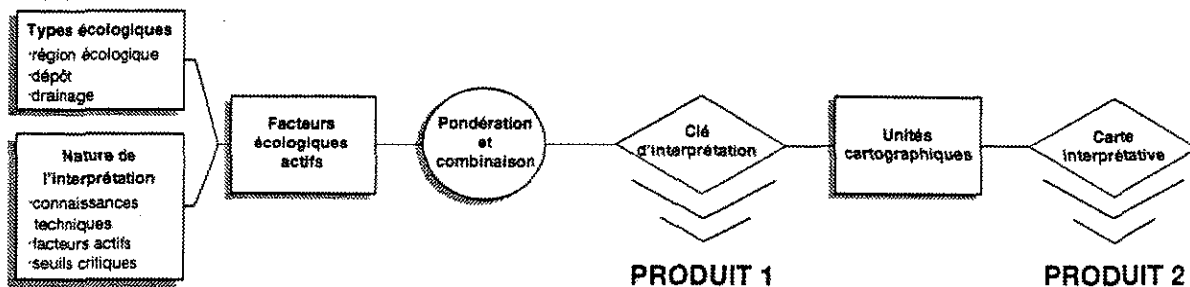 Types écologiques
·région écologique
·dépôt
·drainage
Nature de
l'interprétation
·connaissances
techniques
·facteurs actifs
·seuils critiques
Facteurs
écologiques
actifs
Pondération
et
combinaison
Clé
d'interprétation
PRODUIT 1
Unités
cartographiques
Carte
interprétative
PRODUIT 2